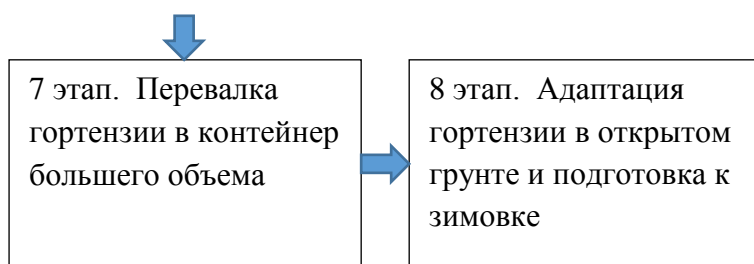 7 этап. Перевалка
гортензии в контейнер
большего объема
8 этап. Адаптация
гортензии в открытом
грунте и подготовка к
зимовке